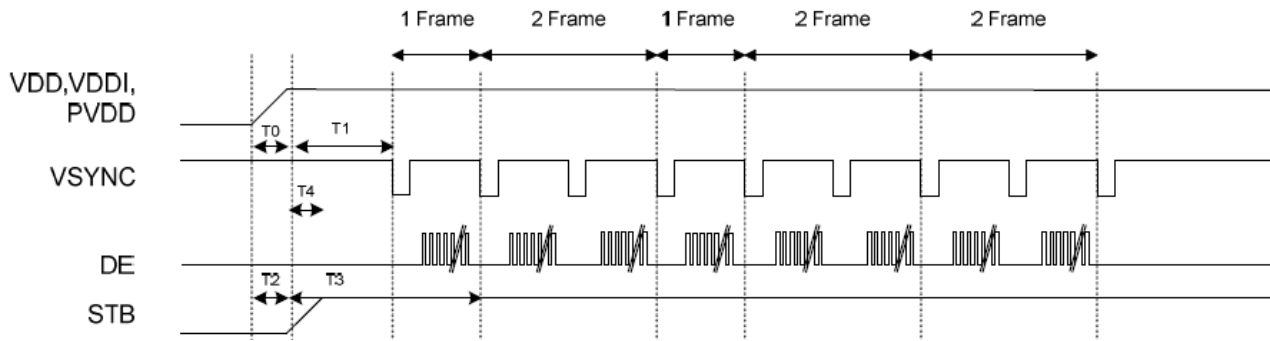 1 Frame 2 Frame 1 Frame 2 Frame 2 Frame
VDD,VDDI,
PVDD
T0 T1
VSYNC
T4
DE
T2 T3
STB